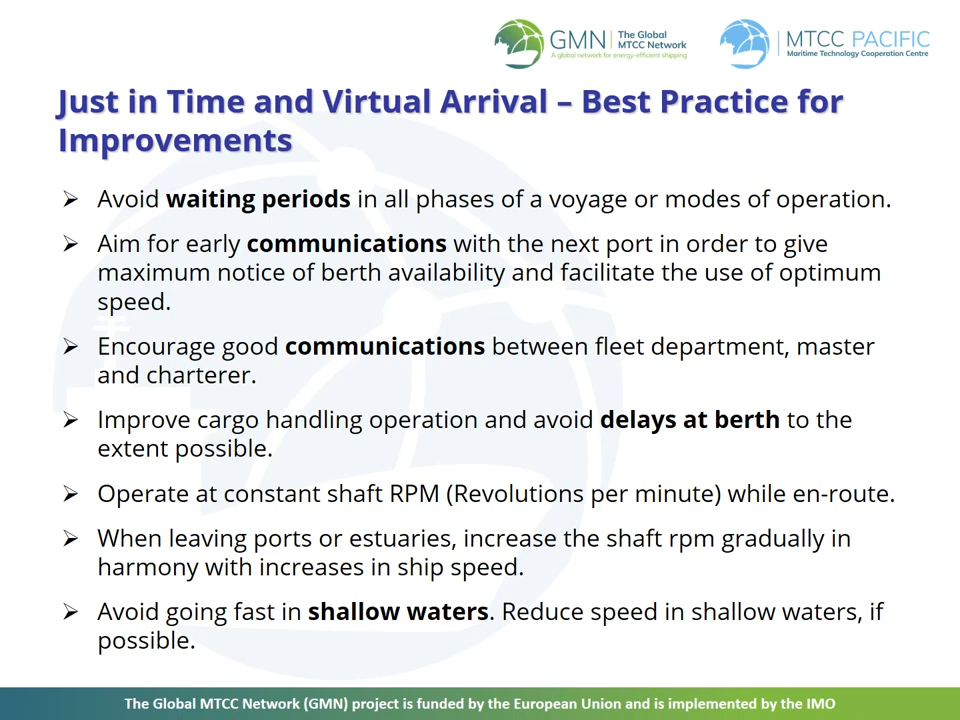 GMN
The Global
MTCC Network
A global network for energy-efficient shipping
MTCC PACIFIC
Maritime Technology Cooperation Centre
Just in Time and Virtual Arrival – Best Practice for
Improvements
Avoid waiting periods in all phases of a voyage or modes of operation.
Aim for early communications with the next port in order to give
maximum notice of berth availability and facilitate the use of optimum
speed.
Encourage good communications between fleet department, master
and charterer.
Improve cargo handling operation and avoid delays at berth to the
extent possible.
Operate at constant shaft RPM (Revolutions per minute) while en-route.
When leaving ports or estuaries, increase the shaft rpm gradually in
harmony with increases in ship speed.
Avoid going fast in shallow waters. Reduce speed in shallow waters, if
possible.
The Global MTCC Network (GMN) project is funded by the European Union and is implemented by the IMO